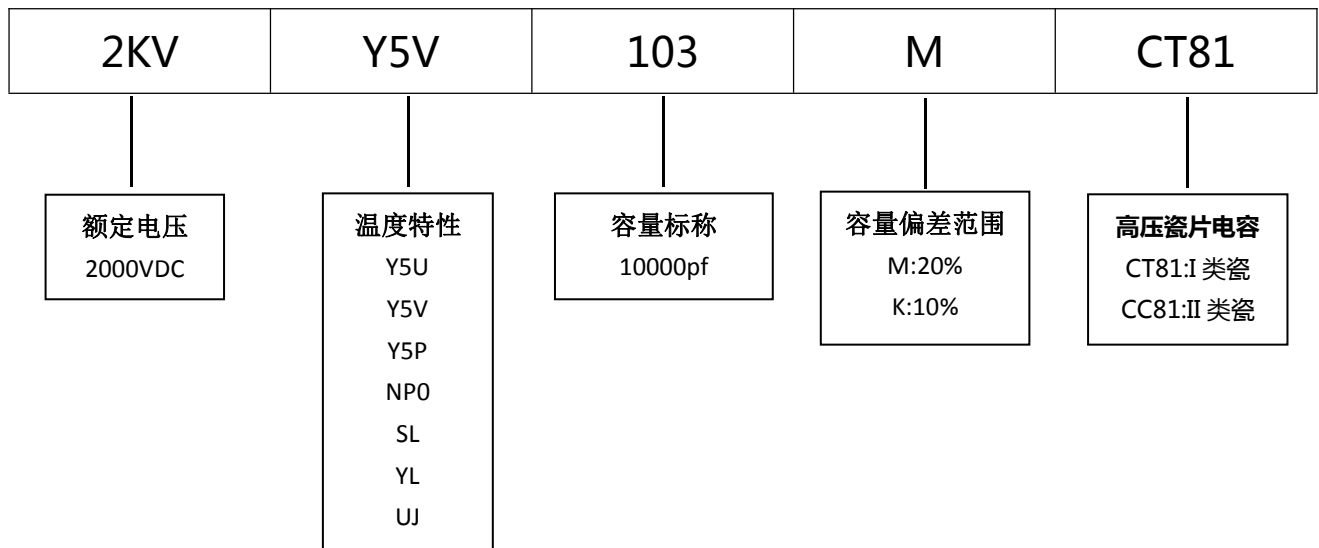 2KV Y5V 103 M CT81
额定电压
2000VDC
温度特性
Y5U
Y5V
Y5P
NP0
SL
YL
UJ
容量标称
10000pf
容量偏差范围
M:20%
K:10%
高压瓷片电容
CT81:I 类瓷
CC81:II 类瓷